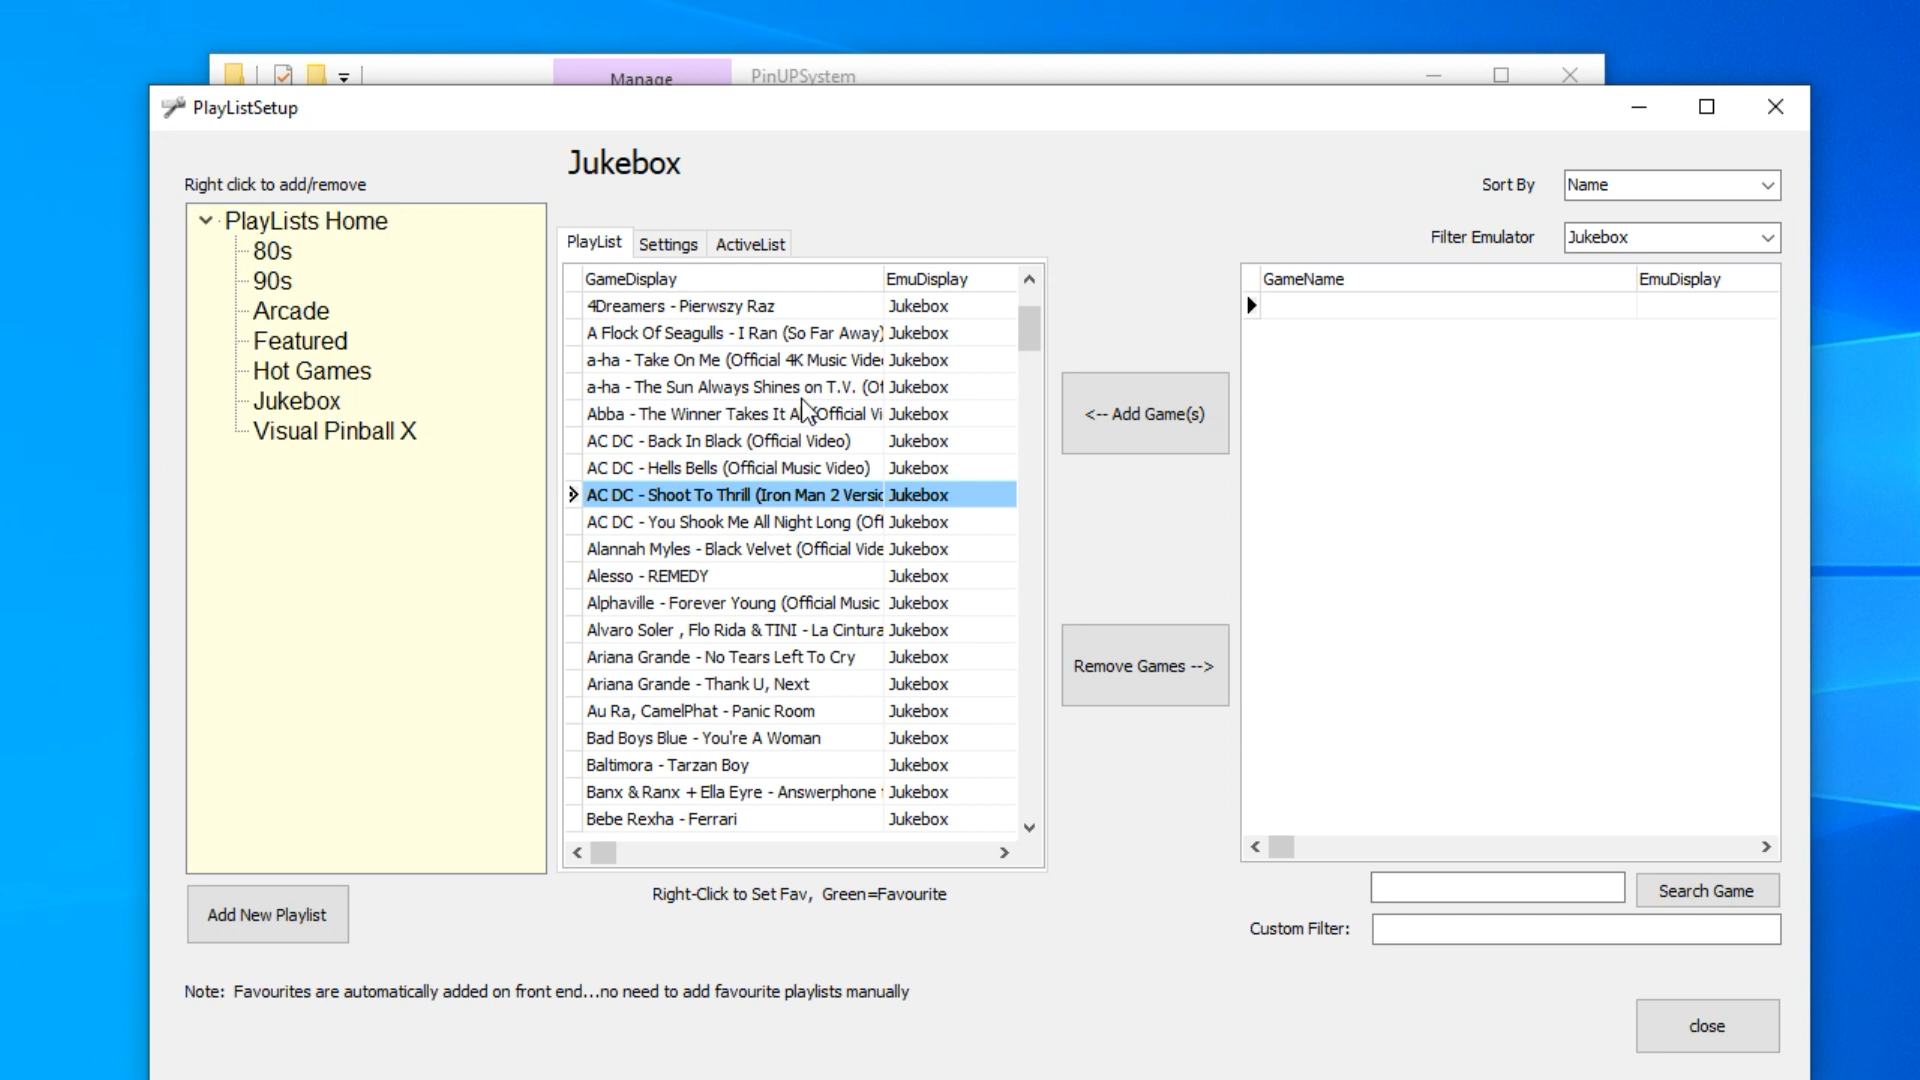 Manage
PinUPSystem
PlayListSetup
Jukebox
Right click to add/remove
Sort By
Name
Filter Emulator
Jukebox
PlayLists Home
80s
90s
Arcade
Featured
Hot Games
Jukebox
Visual Pinball X
PlayList
Settings
ActiveList
GameDisplay EmuDisplay
4Dreamers - Pierwszy Raz Jukebox
A Flock Of Seagulls - I Ran (So Far Away) Jukebox
a-ha - Take On Me (Official 4K Music Vide Jukebox
a-ha - The Sun Always Shines on T.V. (Of Jukebox
Abba - The Winner Takes It A (Official Vi Jukebox
AC DC - Back In Black (Official Video) Jukebox
AC DC - Hells Bells (Official Music Video) Jukebox
AC DC - Shoot To Thrill (Iron Man 2 Versic Jukebox
AC DC - You Shook Me All Night Long (Off Jukebox
Alannah Myles - Black Velvet (Official Vide Jukebox
Alesso - REMEDY Jukebox
Alphaville - Forever Young (Official Music Jukebox
Alvaro Soler , Flo Rida & TINI - La Cintura Jukebox
Ariana Grande - No Tears Left To Cry Jukebox
Ariana Grande - Thank U, Next Jukebox
Au Ra, CamelPhat - Panic Room Jukebox
Bad Boys Blue - You're A Woman Jukebox
Baltimora - Tarzan Boy Jukebox
Banx & Ranx + Ella Eyre - Answerphone Jukebox
Bebe Rexha - Ferrari Jukebox
<-- Add Game(s)
Remove Games -->
GameName EmuDisplay
Right-Click to Set Fav, Green=Favourite
Search Game
Custom Filter:
Add New Playlist
Note: Favourites are automatically added on front end...no need to add favourite playlists manually
close